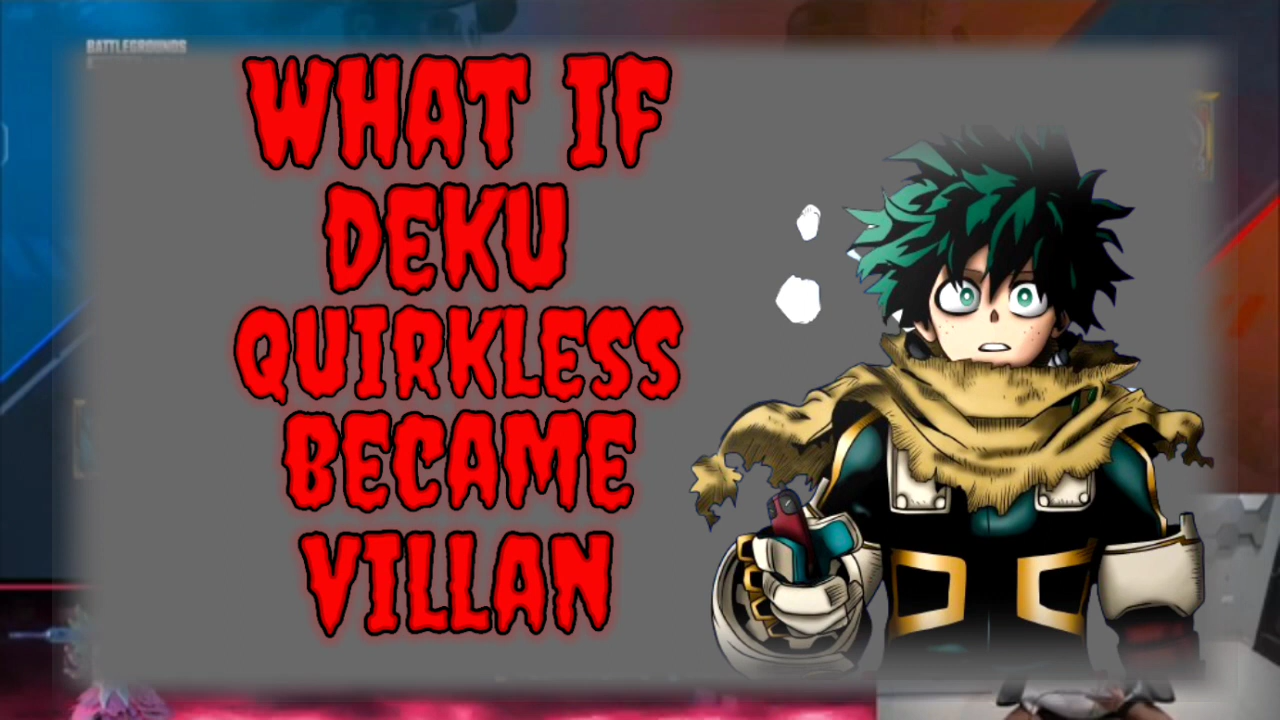 BATTLEGROUNDS
WHAT IF
DEKU
QUIRKLESS
BECAME
VILLAN